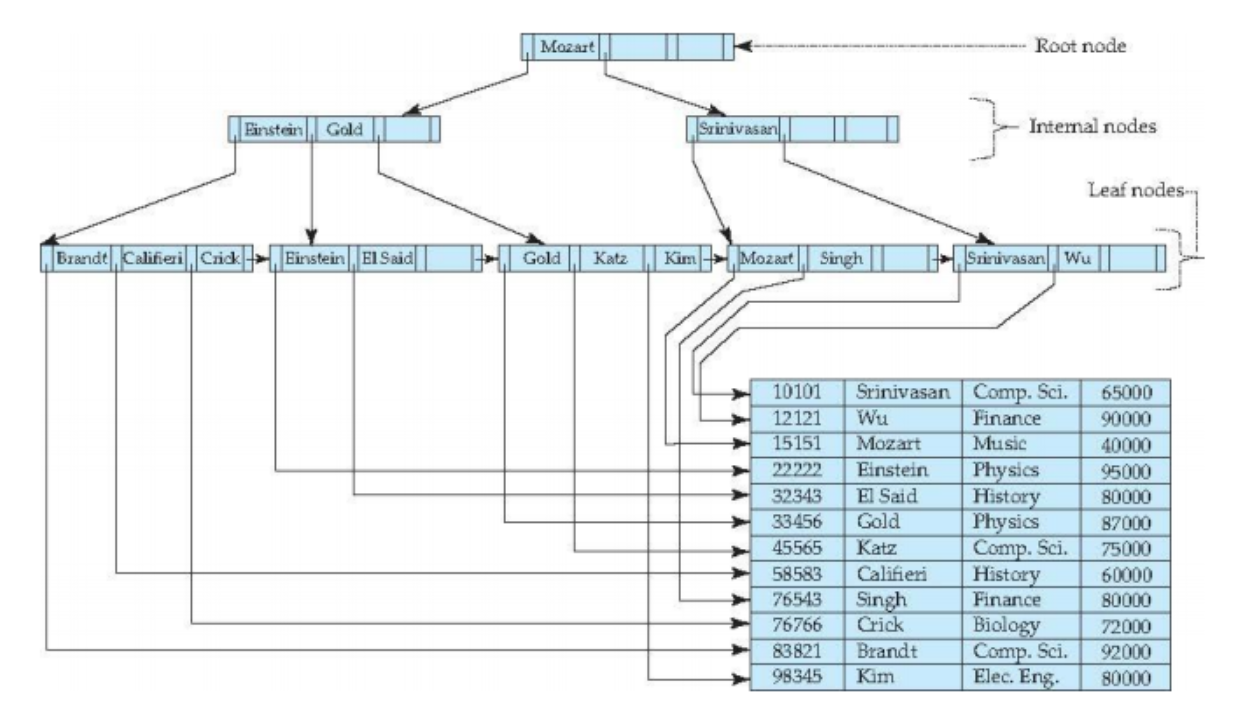 Mozart
Root node
Einstein Gold
Srinivasan
Internal nodes
Leaf nodes
Brandt Califieri Crick
Einstein El Said
Gold Katz Kim
Mozart Singh
Srinivasan Wu
10101 Srinivasan Comp. Sci. 65000
12121 Wu Finance 90000
15151 Mozart Music 40000
22222 Einstein Physics 95000
32343 El Said History 80000
33456 Gold Physics 87000
45565 Katz Comp. Sci. 75000
58583 Califieri History 60000
76543 Singh Finance 80000
76766 Crick Biology 72000
83821 Brandt Comp. Sci. 92000
98345 Kim Elec. Eng. 80000